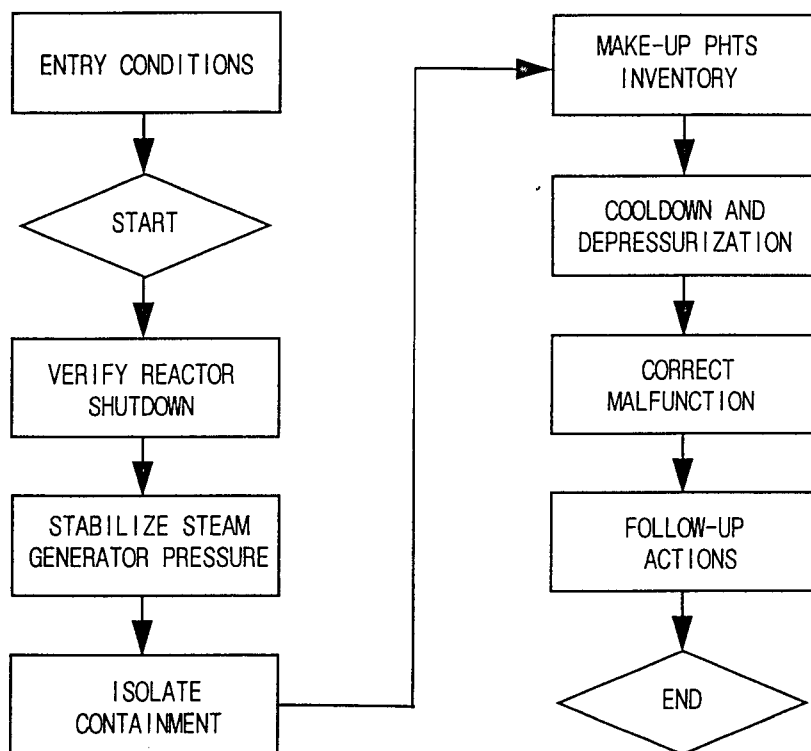 ENTRY CONDITIONS
START
VERIFY REACTOR
SHUTDOWN
STABILIZE STEAM
GENERATOR PRESSURE
ISOLATE
CONTAINMENT
MAKE-UP PHTS
INVENTORY
COOLDOWN AND
DEPRESSURIZATION
CORRECT
MALFUNCTION
FOLLOW-UP
ACTIONS
END